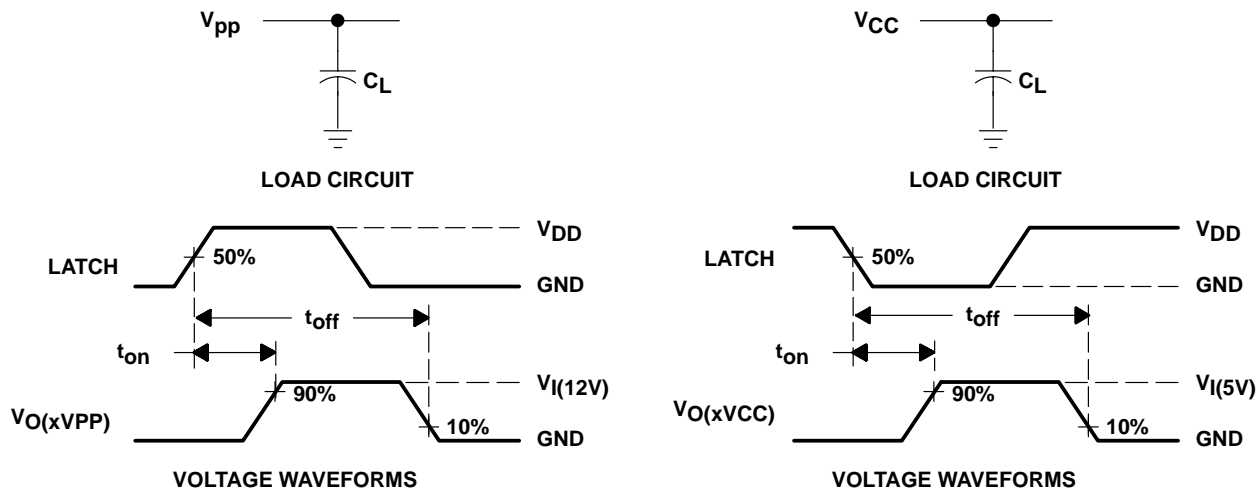 Vpp
CL
LOAD CIRCUIT
LATCH
50%
VDD
GND
toff
ton
VO(xVPP)
90%
10%
VI(12V)
GND
VOLTAGE WAVEFORMS
VCC
CL
LOAD CIRCUIT
LATCH
50%
VDD
GND
toff
ton
VO(xVCC)
90%
10%
VI(5V)
GND
VOLTAGE WAVEFORMS